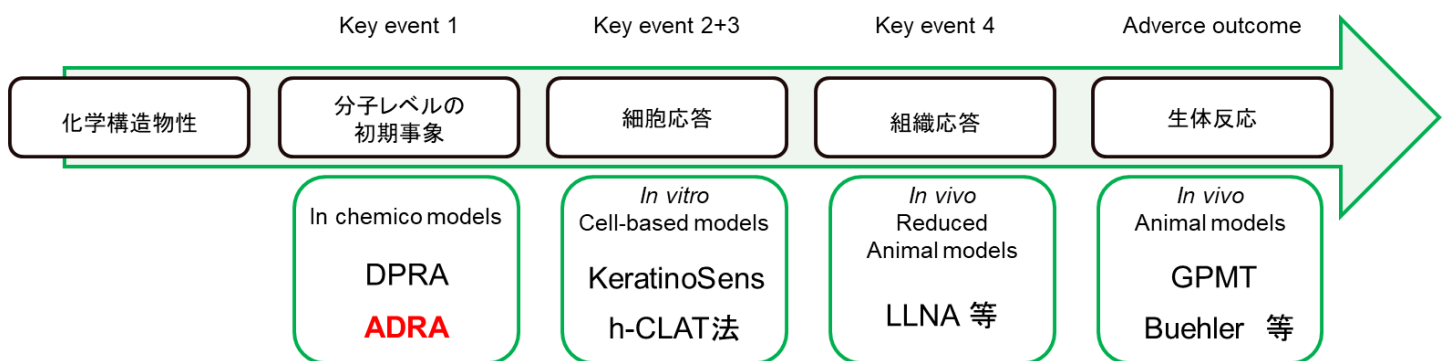 Key event 1
Key event 2+3
Key event 4
Adverce outcome
化学構造物性
分子レベルの
初期事象
細胞応答
組織応答
生体反応
In chemico models
DPRA
ADRA
In vitro
Cell-based models
KeratinoSens
h-CLAT法
In vivo
Reduced
Animal models
LLNA 等
In vivo
Animal models
GPMT
Buehler 等